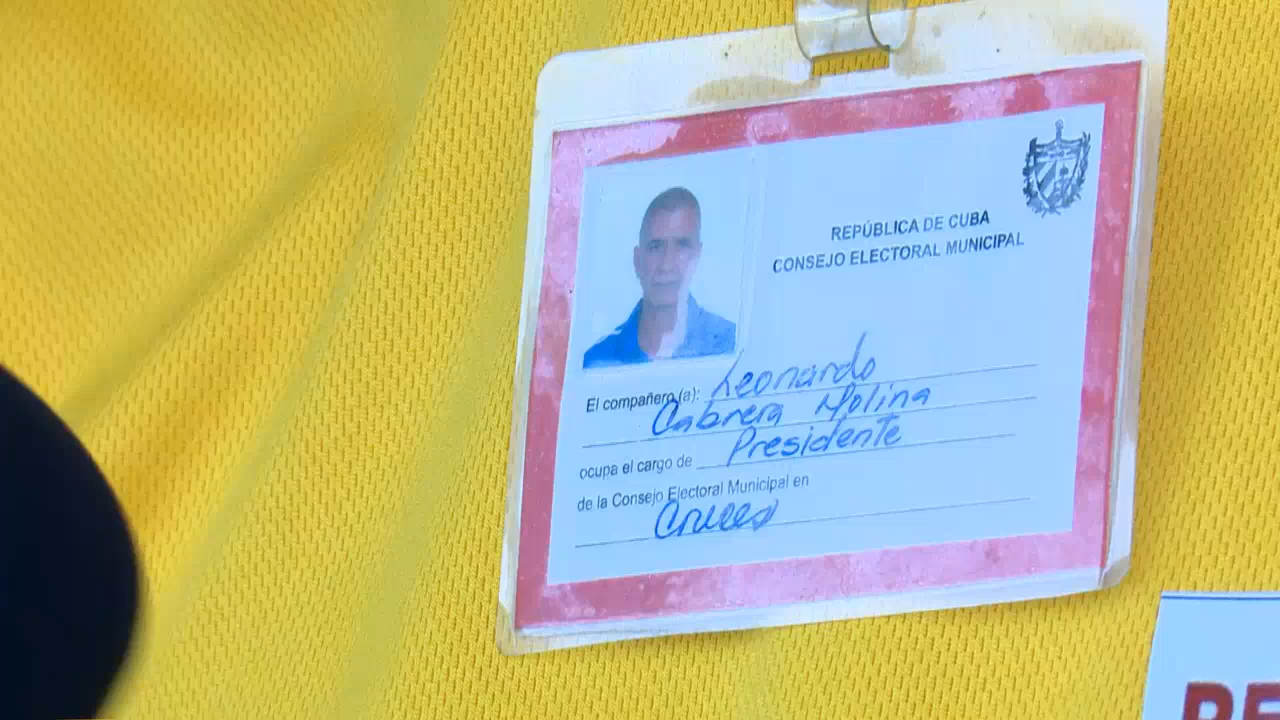 REPÚBLICA DE CUBA
CONSEJO ELECTORAL MUNICIPAL
El compañero(a): Leonardo
Cabrera Molina
ocupa el cargo de Presidente
de la Consejo Electoral Municipal en
Cruces